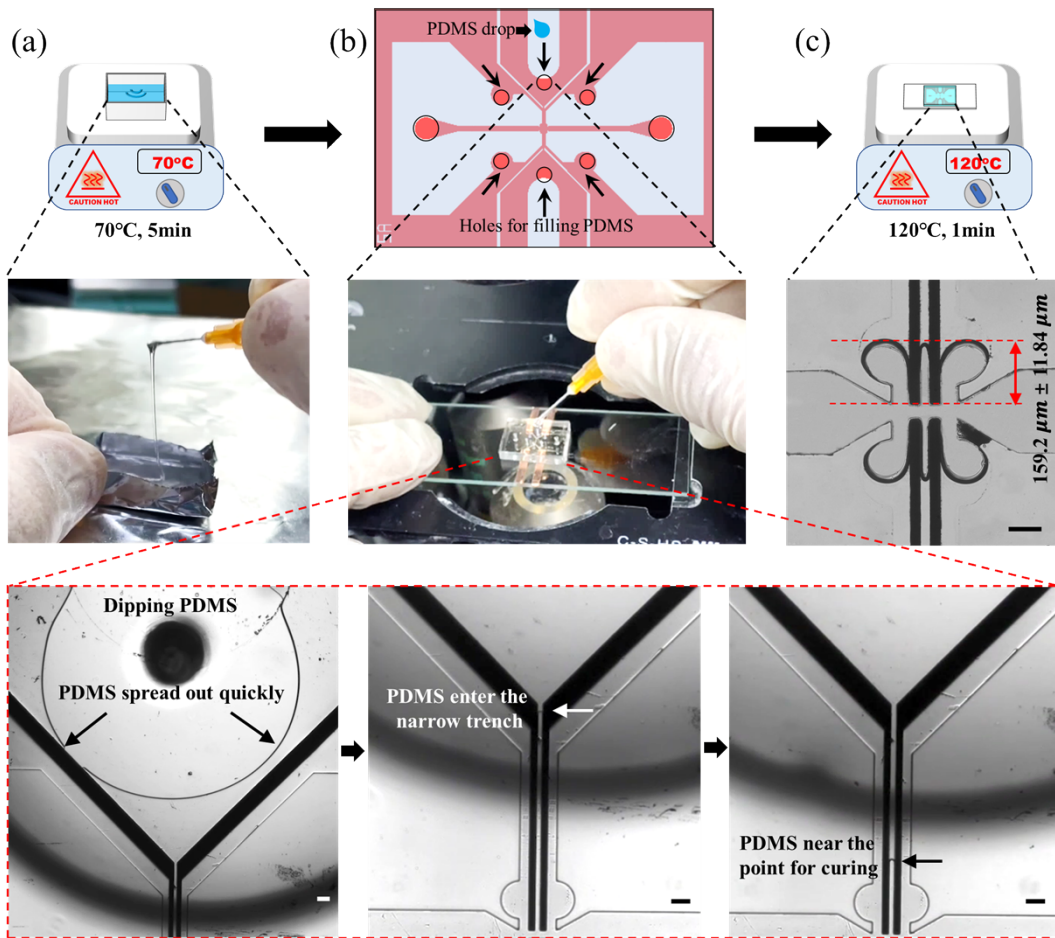 (a)
(b)
(c)
PDMS drop
70°C
CAUTION HOT
70°C, 5min
Holes for filling PDMS
120°C
CAUTION HOT
120°C, 1min
159.2 μm ± 11.84 μm
Dipping PDMS
PDMS spread out quickly
PDMS enter the
narrow trench
PDMS near the
point for curing